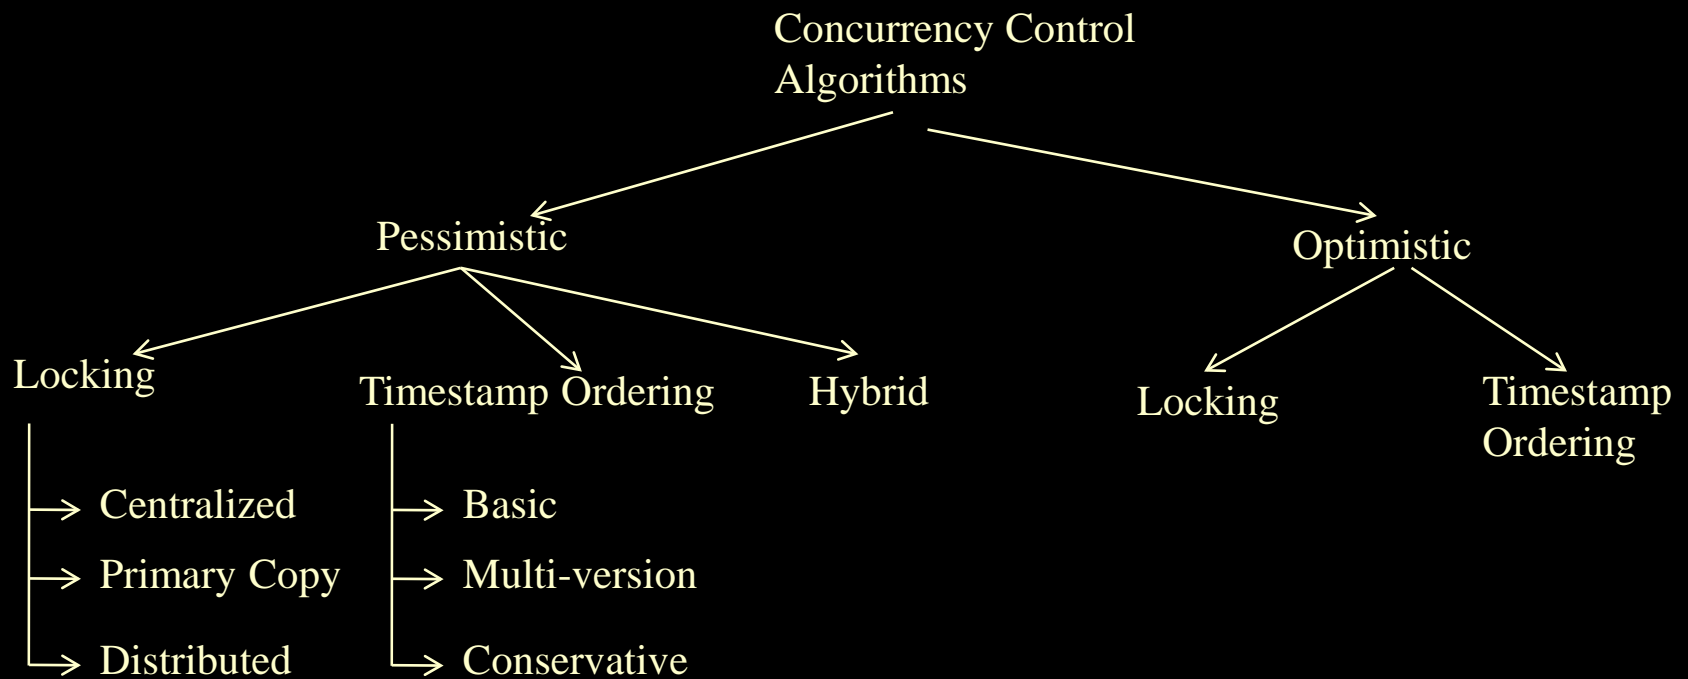 Concurrency Control
Algorithms
Pessimistic
Optimistic
Locking
Timestamp Ordering
Hybrid
Locking
Timestamp
Ordering
Centralized
Primary Copy
Distributed
Basic
Multi-version
Conservative